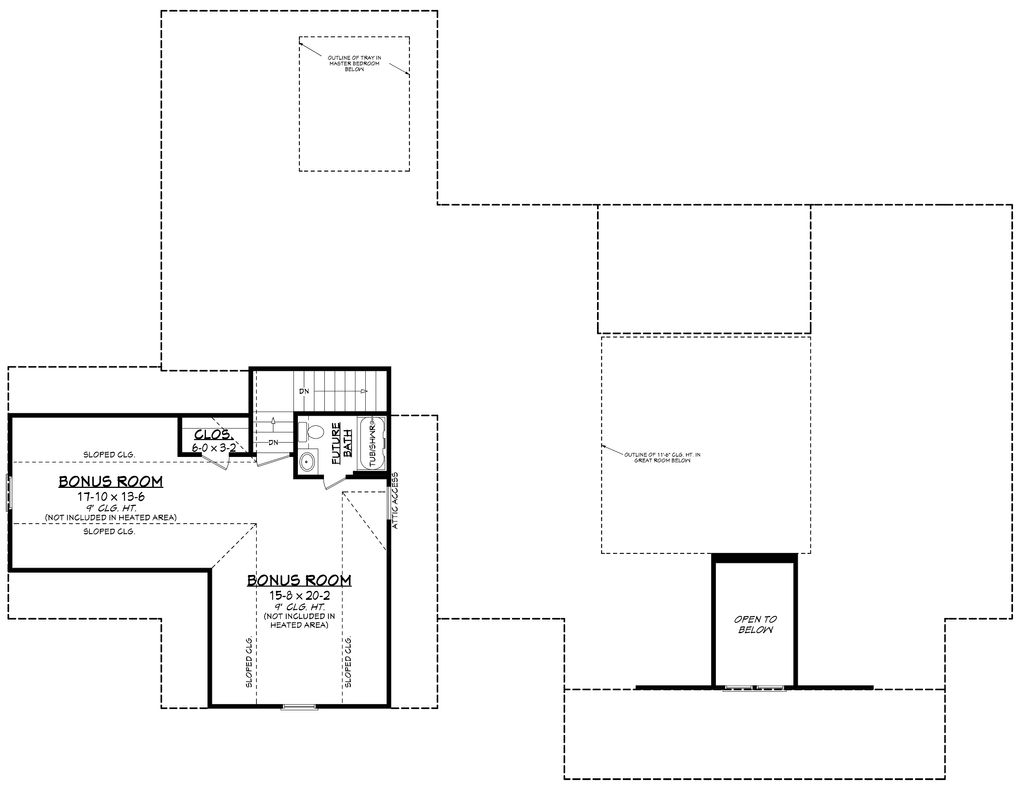 OUTLINE OF TRAY IN
MASTER BEDROOM
BELOW
DN
CLOS.
6-0 x 3-2
DN
FUTURE
BATH
TUB/SHWR.
SLOPED CLG.
BONUS ROOM
17-10 x 13-6
9' CLG. HT.
(NOT INCLUDED IN HEATED AREA)
SLOPED CLG.
ATTIC ACCESS
OUTLINE OF 11'-6" CLG. HT. IN
GREAT ROOM BELOW
BONUS ROOM
15-8 x 20-2
9' CLG. HT.
(NOT INCLUDED IN
HEATED AREA)
SLOPED CLG.
SLOPED CLG.
OPEN TO
BELOW